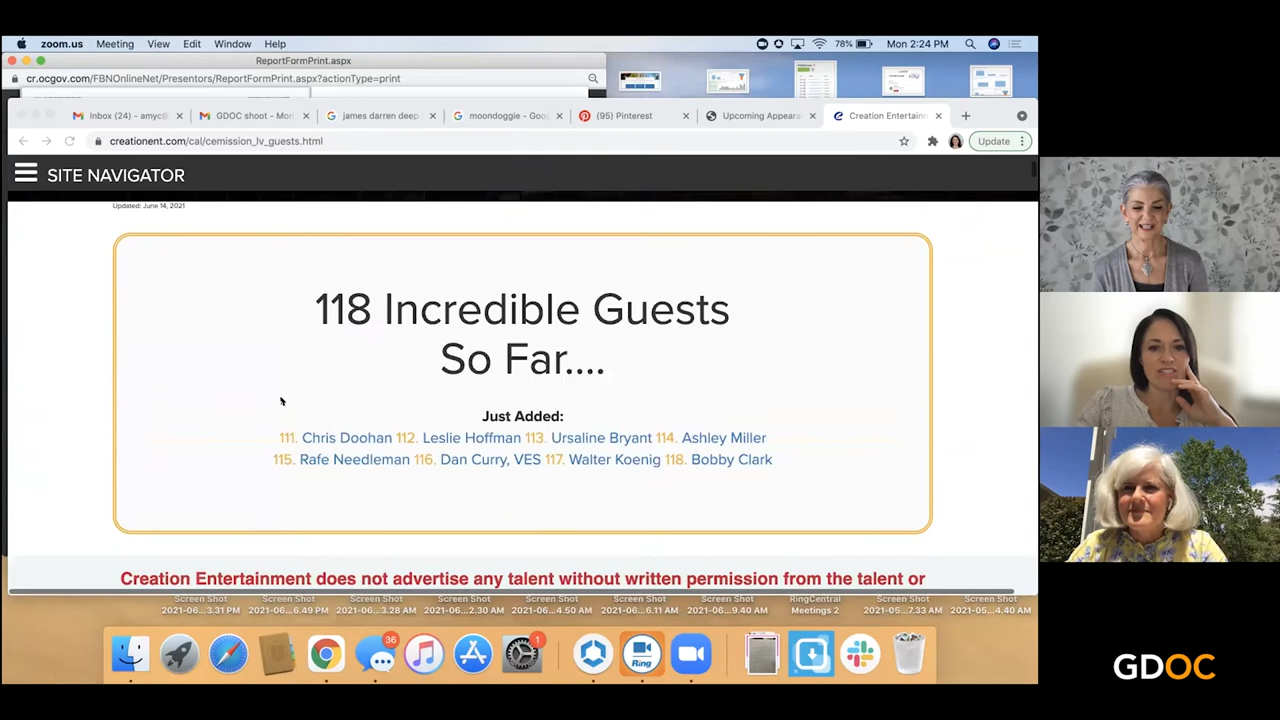 zoom.us Meeting View Edit Window Help 78% Mon 2:24 PM
ReportFormPrint.aspx
cr.ocgov.com/FBNOnlineNet/Presentors/ReportFormPrint.aspx?actionType=print
Inbox (24) - amyc@ GDOC shoot - Mon james darren deep moondoggie - Goo (95) Pinterest Upcoming Appeara Creation Entertainm
creationent.com/cal/cemission_lv_guests.html Update
SITE NAVIGATOR
Updated: June 14, 2021
118 Incredible Guests
So Far....
Just Added:
111. Chris Doohan 112. Leslie Hoffman 113. Ursaline Bryant 114. Ashley Miller
115. Rafe Needleman 116. Dan Curry, VES 117. Walter Koenig 118. Bobby Clark
Creation Entertainment does not advertise any talent without written permission from the talent or
Screen Shot Screen Shot Screen Shot Screen Shot Screen Shot Screen Shot Screen Shot RingCentral Screen Shot Screen Shot
2021-06...3.31 PM 2021-06...6.49 PM 2021-06...3.28 AM 2021-06...2.30 AM 2021-06...4.50 AM 2021-06...6.11 AM 2021-06...9.40 AM Meetings 2 2021-05...7.33 AM 2021-05...4.40 AM
36 1
Ring
GDOC